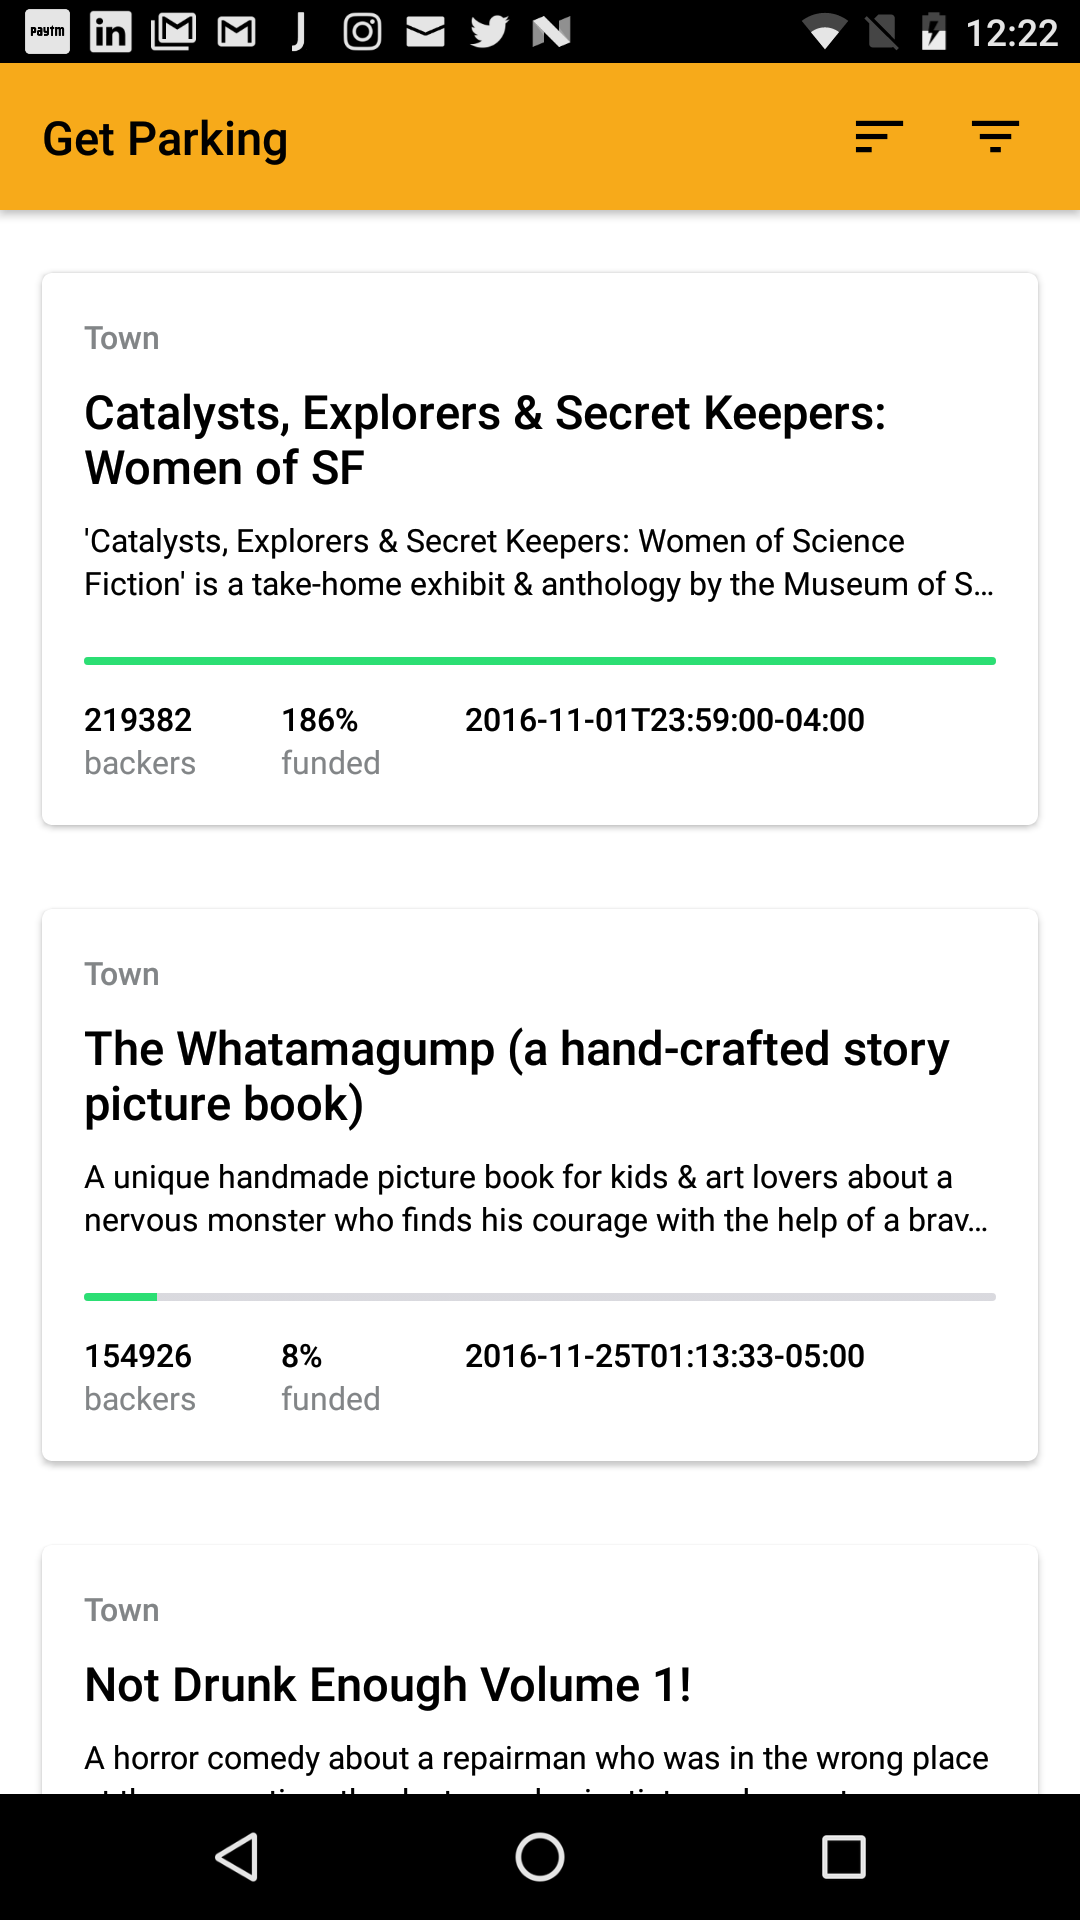 paytm 12:22
Get Parking
Town
Catalysts, Explorers & Secret Keepers:
Women of SF
'Catalysts, Explorers & Secret Keepers: Women of Science
Fiction' is a take-home exhibit & anthology by the Museum of S...
219382 186% 2016-11-01T23:59:00-04:00
backers funded
Town
The Whatamagump (a hand-crafted story
picture book)
A unique handmade picture book for kids & art lovers about a
nervous monster who finds his courage with the help of a brav...
154926 8% 2016-11-25T01:13:33-05:00
backers funded
Town
Not Drunk Enough Volume 1!
A horror comedy about a repairman who was in the wrong place